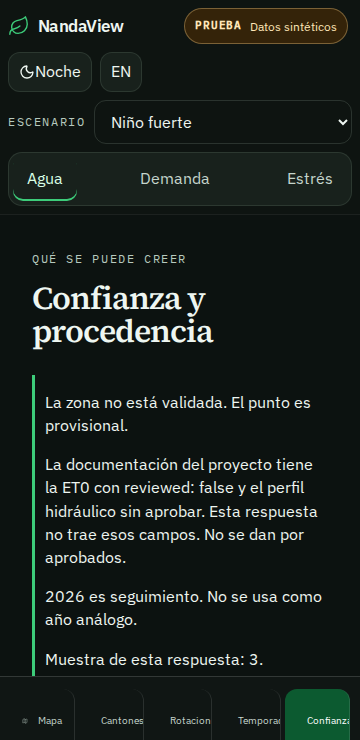 NandaView
PRUEBA Datos sintéticos
Noche
EN
ESCENARIO
Niño fuerte
Agua
Demanda
Estrés
QUÉ SE PUEDE CREER
Confianza y
procedencia
La zona no está validada. El punto es
provisional.
La documentación del proyecto tiene
la ET0 con reviewed: false y el perfil
hidráulico sin aprobar. Esta respuesta
no trae esos campos. No se dan por
aprobados.
2026 es seguimiento. No se usa como
año análogo.
Muestra de esta respuesta: 3.
Mapa
Cantones
Rotacion
Tempora
Confianza